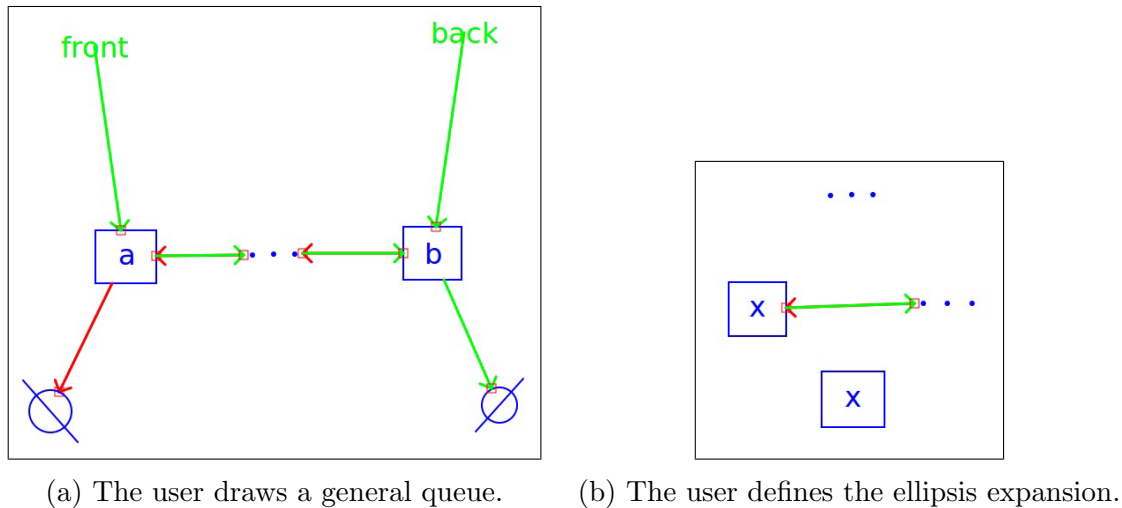 front
back
a
. . .
b
. . .
x
. . .
x
(a) The user draws a general queue.
(b) The user defines the ellipsis expansion.